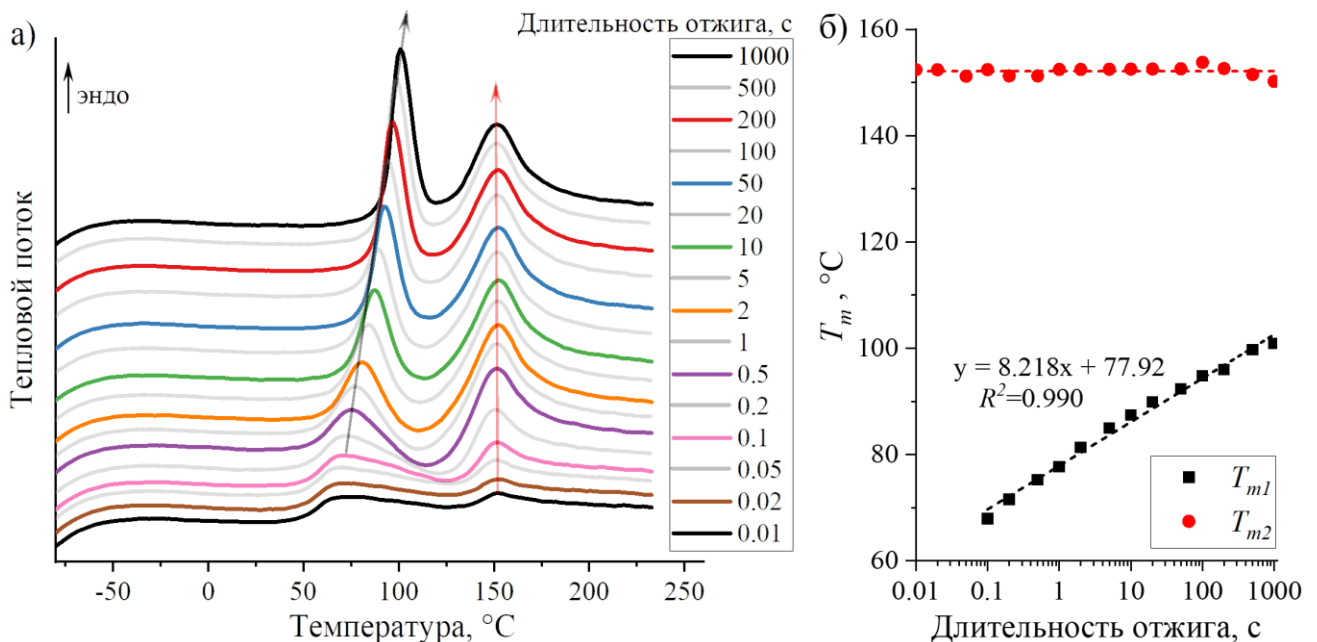 а)
Длительность отжига, с
эндо
1000
500
200
100
50
20
10
5
2
1
0.5
0.2
0.1
0.05
0.02
0.01
Тепловой поток
-50 0 50 100 150 200 250
Температура, °C
б)
160
140
120
100
80
60
T_m, °C
y = 8.218x + 77.92
R²=0.990
T_m1
T_m2
0.01 0.1 1 10 100 1000
Длительность отжига, с